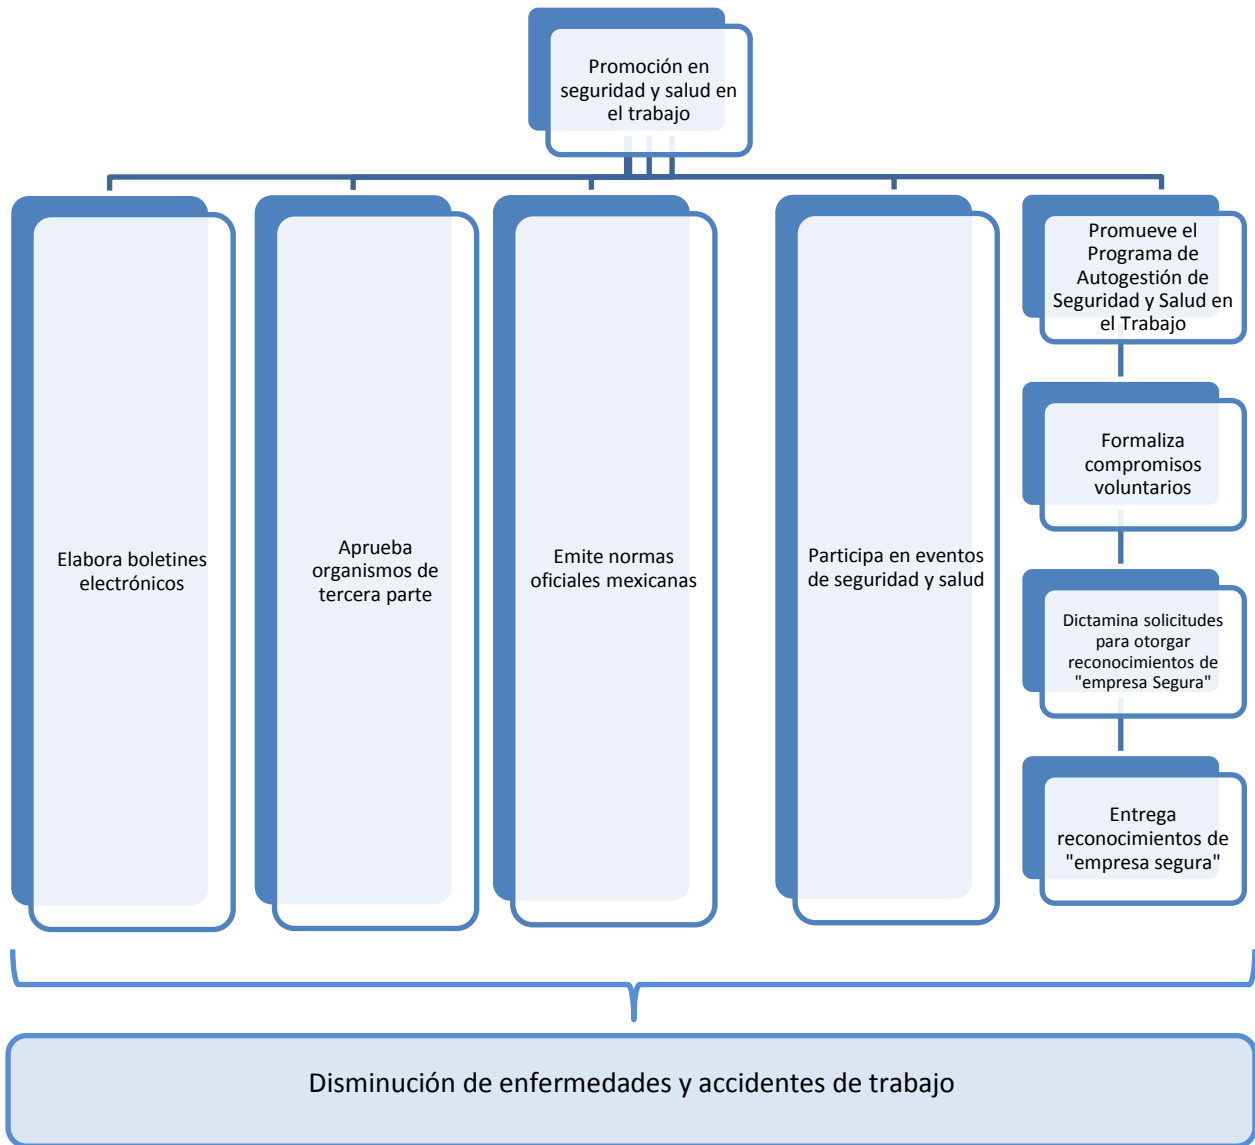 Promoción en
seguridad y salud en
el trabajo
Elabora boletines
electrónicos
Aprueba
organismos de
tercera parte
Emite normas
oficiales mexicanas
Participa en eventos
de seguridad y salud
Promueve el
Programa de
Autogestión de
Seguridad y Salud en
el Trabajo
Formaliza
compromisos
voluntarios
Dictamina solicitudes
para otorgar
reconocimientos de
"empresa Segura"
Entrega
reconocimientos de
"empresa segura"
Disminución de enfermedades y accidentes de trabajo